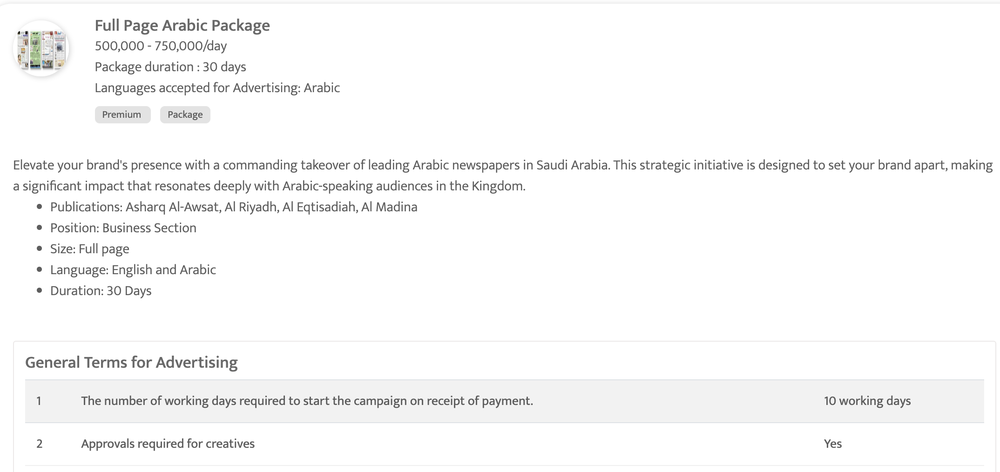 Full Page Arabic Package
500,000 - 750,000/day
Package duration : 30 days
Languages accepted for Advertising: Arabic
Premium
Package
Elevate your brand's presence with a commanding takeover of leading Arabic newspapers in Saudi Arabia. This strategic initiative is designed to set your brand apart, making
a significant impact that resonates deeply with Arabic-speaking audiences in the Kingdom.
• Publications: Asharq Al-Awsat, Al Riyadh, Al Eqtisadiah, Al Madina
• Position: Business Section
• Size: Full page
• Language: English and Arabic
• Duration: 30 Days
General Terms for Advertising
1 The number of working days required to start the campaign on receipt of payment. 10 working days
2 Approvals required for creatives Yes